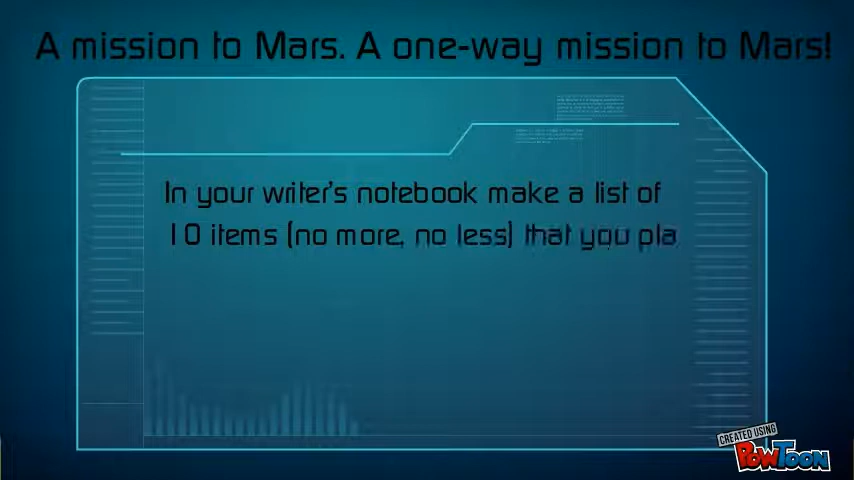 A mission to Mars. A one-way mission to Mars!
In your writer's notebook make a list of
10 items (no more, no less) that you pla
CREATED USING
POWTOON